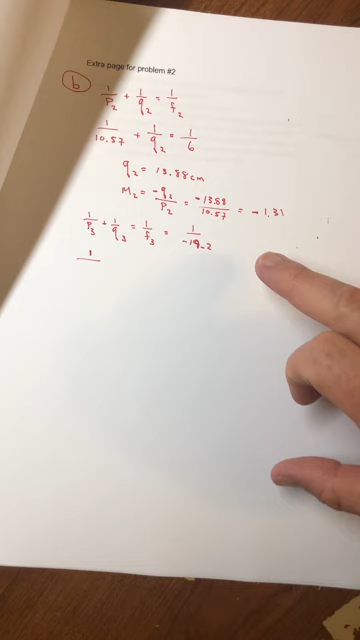 Extra page for problem #2
b
1/P₂ + 1/q₂ = 1/f₂
1/10.57 + 1/q₂ = 1/6
q₂ = 13.88cm
M₂ = -q₂/P₂ = -13.88/10.57 = -1.31
1/P₃ + 1/q₃ = 1/f₃ = 1/-19.2
1